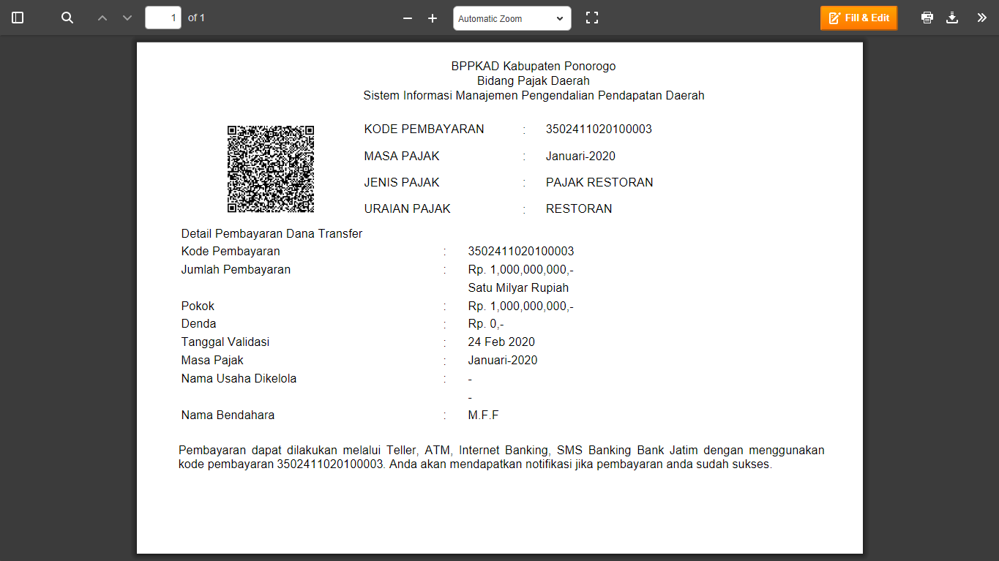 1 of 1
Automatic Zoom
Fill & Edit
BPPKAD Kabupaten Ponorogo
Bidang Pajak Daerah
Sistem Informasi Manajemen Pengendalian Pendapatan Daerah
KODE PEMBAYARAN : 3502411020100003
MASA PAJAK : Januari-2020
JENIS PAJAK : PAJAK RESTORAN
URAIAN PAJAK : RESTORAN
Detail Pembayaran Dana Transfer
Kode Pembayaran : 3502411020100003
Jumlah Pembayaran : Rp. 1,000,000,000,-
Satu Milyar Rupiah
Pokok : Rp. 1,000,000,000,-
Denda : Rp. 0,-
Tanggal Validasi : 24 Feb 2020
Masa Pajak : Januari-2020
Nama Usaha Dikelola : -
-
Nama Bendahara : M.F.F
Pembayaran dapat dilakukan melalui Teller, ATM, Internet Banking, SMS Banking Bank Jatim dengan menggunakan
kode pembayaran 3502411020100003. Anda akan mendapatkan notifikasi jika pembayaran anda sudah sukses.